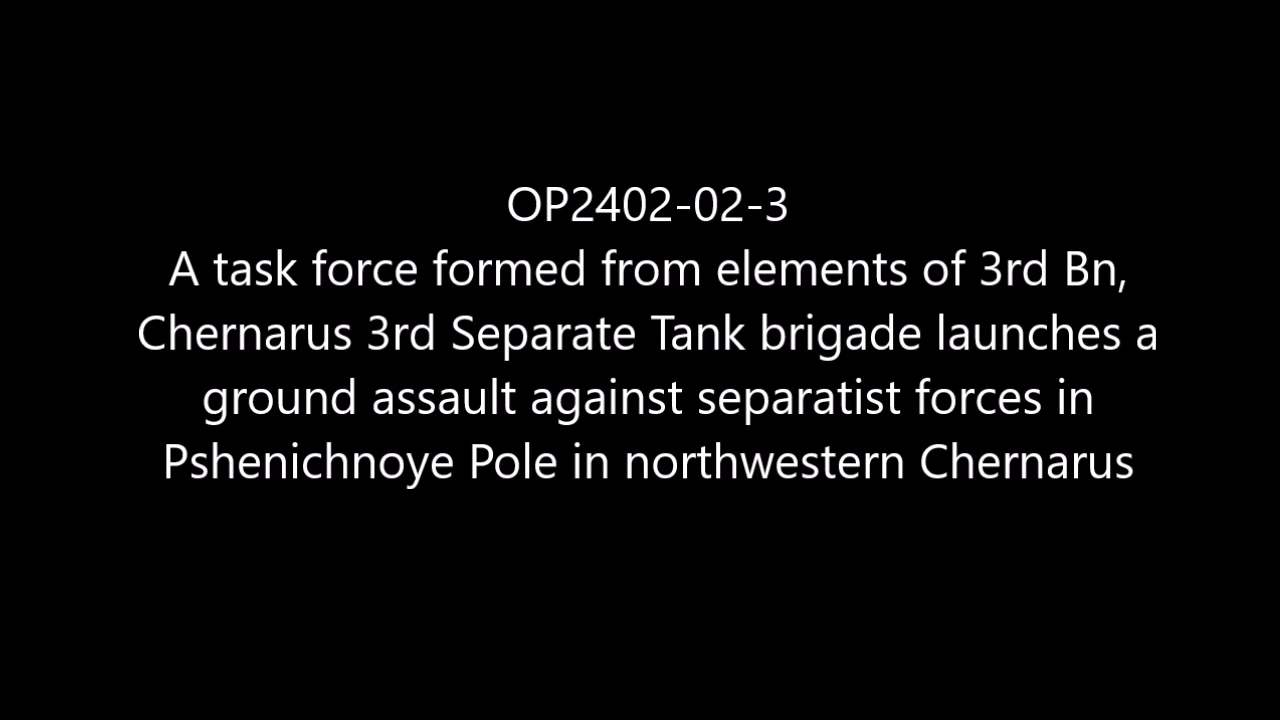 OP2402-02-3
A task force formed from elements of 3rd Bn,
Chernarus 3rd Separate Tank brigade launches a
ground assault against separatist forces in
Pshenichnoye Pole in northwestern Chernarus